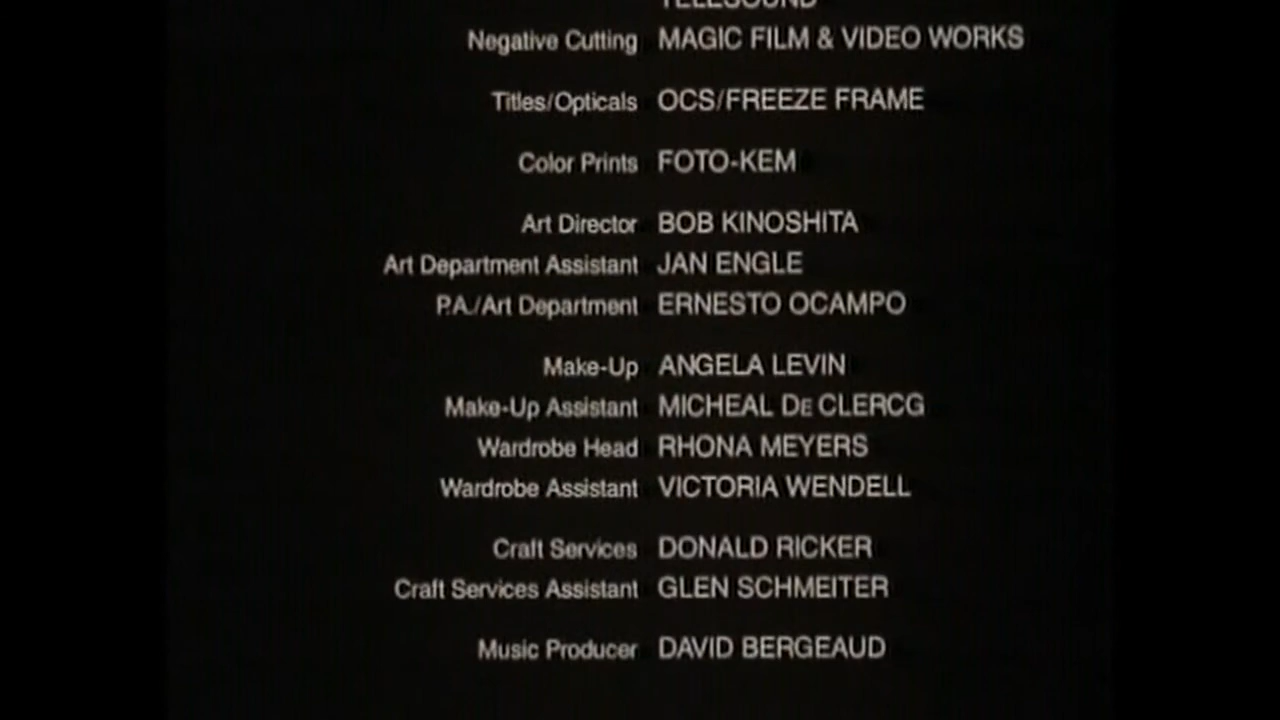 TELESOUND
Negative Cutting MAGIC FILM & VIDEO WORKS
Titles/Opticals OCS/FREEZE FRAME
Color Prints FOTO-KEM
Art Director BOB KINOSHITA
Art Department Assistant JAN ENGLE
P.A./Art Department ERNESTO OCAMPO
Make-Up ANGELA LEVIN
Make-Up Assistant MICHEAL DE CLERCG
Wardrobe Head RHONA MEYERS
Wardrobe Assistant VICTORIA WENDELL
Craft Services DONALD RICKER
Craft Services Assistant GLEN SCHMEITER
Music Producer DAVID BERGEAUD